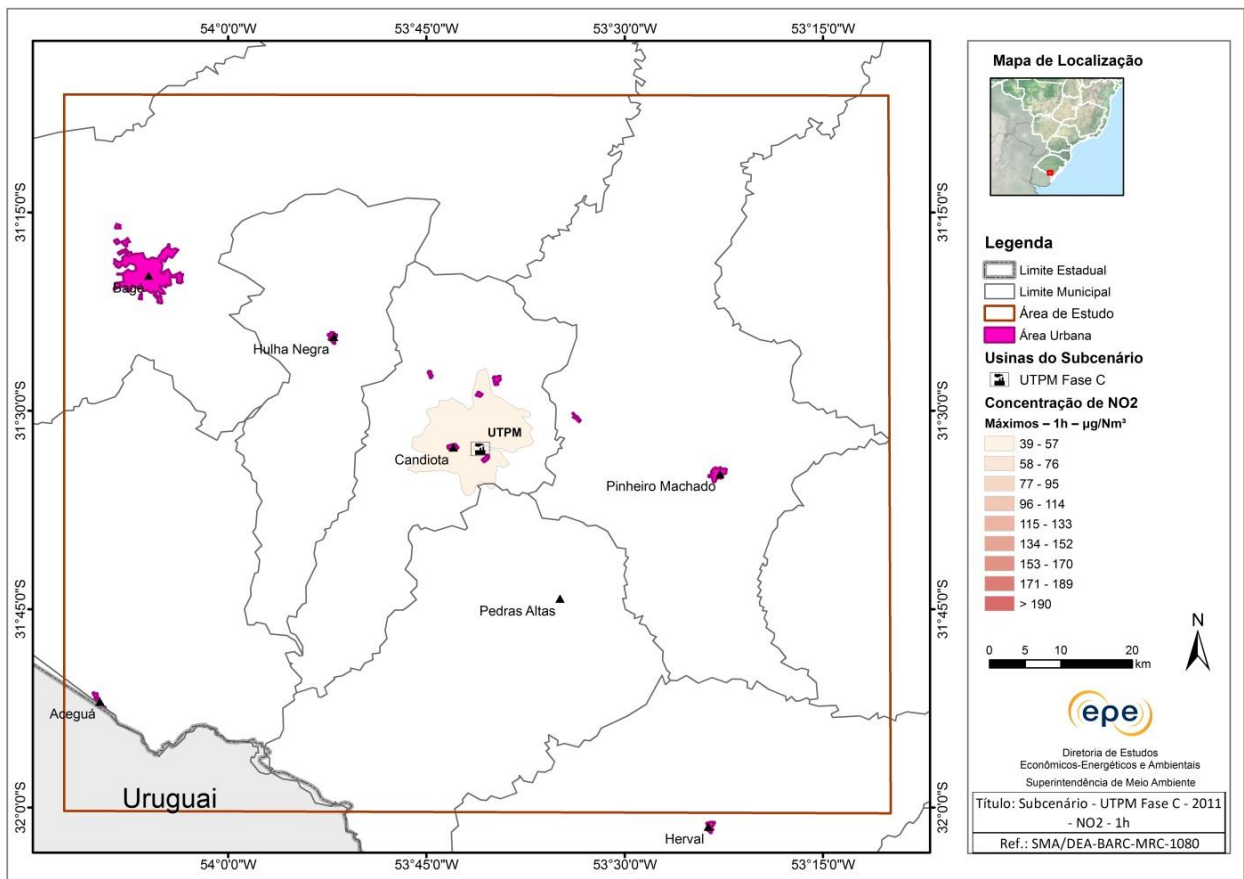 54°0'0"W
53°45'0"W
53°30'0"W
53°15'0"W
31°15'0"S
31°30'0"S
31°45'0"S
32°0'0"S
31°15'0"S
31°30'0"S
31°45'0"S
32°0'0"S
Bagé
Hulha Negra
UTPM
Candiota
Pinheiro Machado
Pedras Altas
Aceguá
Uruguai
Herval
54°0'0"W
53°45'0"W
53°30'0"W
53°15'0"W
Mapa de Localização
Legenda
Limite Estadual
Limite Municipal
Área de Estudo
Área Urbana
Usinas do Subcenário
UTPM Fase C
Concentração de NO2
Máximos – 1h – µg/Nm³
39 - 57
58 - 76
77 - 95
96 - 114
115 - 133
134 - 152
153 - 170
171 - 189
> 190
N
0 5 10 20
km
epe
Diretoria de Estudos
Econômicos-Energéticos e Ambientais
Superintendência de Meio Ambiente
Título: Subcenário - UTPM Fase C - 2011
- NO2 - 1h
Ref.: SMA/DEA-BARC-MRC-1080